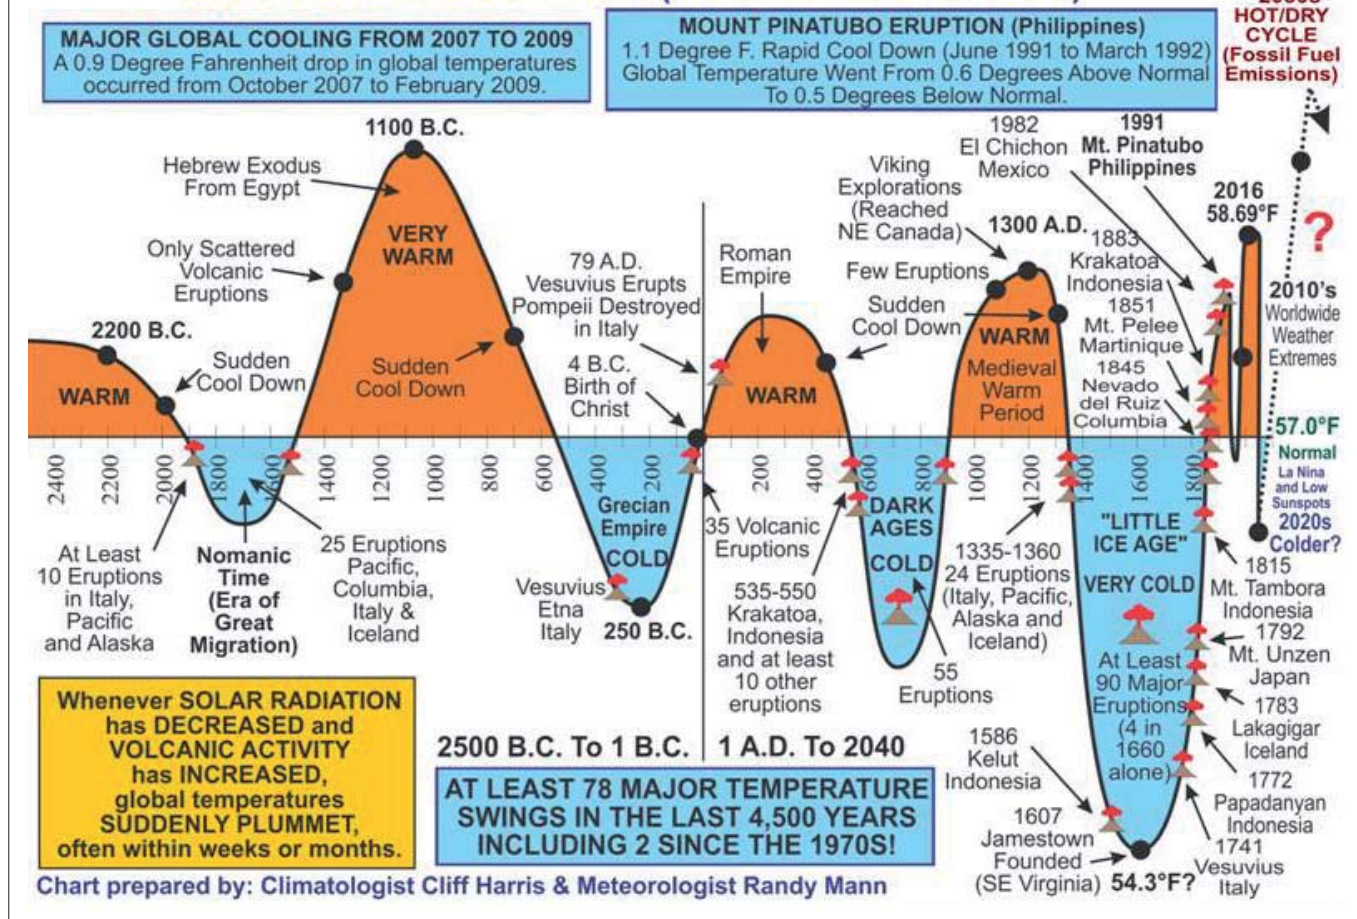 MAJOR GLOBAL COOLING FROM 2007 TO 2009
A 0.9 Degree Fahrenheit drop in global temperatures
occurred from October 2007 to February 2009.
MOUNT PINATUBO ERUPTION (Philippines)
1.1 Degree F. Rapid Cool Down (June 1991 to March 1992)
Global Temperature Went From 0.6 Degrees Above Normal
To 0.5 Degrees Below Normal.
HOT/DRY
CYCLE
(Fossil Fuel
Emissions)
1100 B.C.
Hebrew Exodus
From Egypt
VERY
WARM
Only Scattered
Volcanic
Eruptions
2200 B.C.
Sudden
Cool Down
WARM
Sudden
Cool Down
79 A.D.
Vesuvius Erupts
Pompeii Destroyed
in Italy
4 B.C.
Birth of
Christ
Roman
Empire
WARM
Viking
Explorations
(Reached
NE Canada)
Few Eruptions
Sudden
Cool Down
1300 A.D.
WARM
Medieval
Warm
Period
1982
El Chichon
Mexico
1991
Mt. Pinatubo
Philippines
1883
Krakatoa
Indonesia
1851
Mt. Pelee
Martinique
1845
Nevado
del Ruiz
Columbia
2016
58.69°F
?
2010's
Worldwide
Weather
Extremes
57.0°F
Normal
La Nina
and Low
Sunspots
2020s
Colder?
2400
2200
2000
1800
1600
1400
1200
1000
800
600
400
200
200
400
600
800
1000
1200
1400
1600
1800
At Least
10 Eruptions
in Italy,
Pacific
and Alaska
Nomanic
Time
(Era of
Great
Migration)
25 Eruptions
Pacific,
Columbia,
Italy &
Iceland
Grecian
Empire
COLD
Vesuvius
Etna
Italy
250 B.C.
35 Volcanic
Eruptions
535-550
Krakatoa,
Indonesia
and at least
10 other
eruptions
DARK
AGES
COLD
55
Eruptions
1335-1360
24 Eruptions
(Italy, Pacific,
Alaska and
Iceland)
"LITTLE
ICE AGE"
VERY COLD
At Least
90 Major
Eruptions
(4 in
1660
alone)
1815
Mt. Tambora
Indonesia
1792
Mt. Unzen
Japan
1783
Lakagigar
Iceland
1772
Papadanyan
Indonesia
1741
Vesuvius
Italy
1586
Kelut
Indonesia
1607
Jamestown
Founded
(SE Virginia)
54.3°F?
Whenever SOLAR RADIATION
has DECREASED and
VOLCANIC ACTIVITY
has INCREASED,
global temperatures
SUDDENLY PLUMMET,
often within weeks or months.
2500 B.C. To 1 B.C.
1 A.D. To 2040
AT LEAST 78 MAJOR TEMPERATURE
SWINGS IN THE LAST 4,500 YEARS
INCLUDING 2 SINCE THE 1970S!
Chart prepared by: Climatologist Cliff Harris & Meteorologist Randy Mann